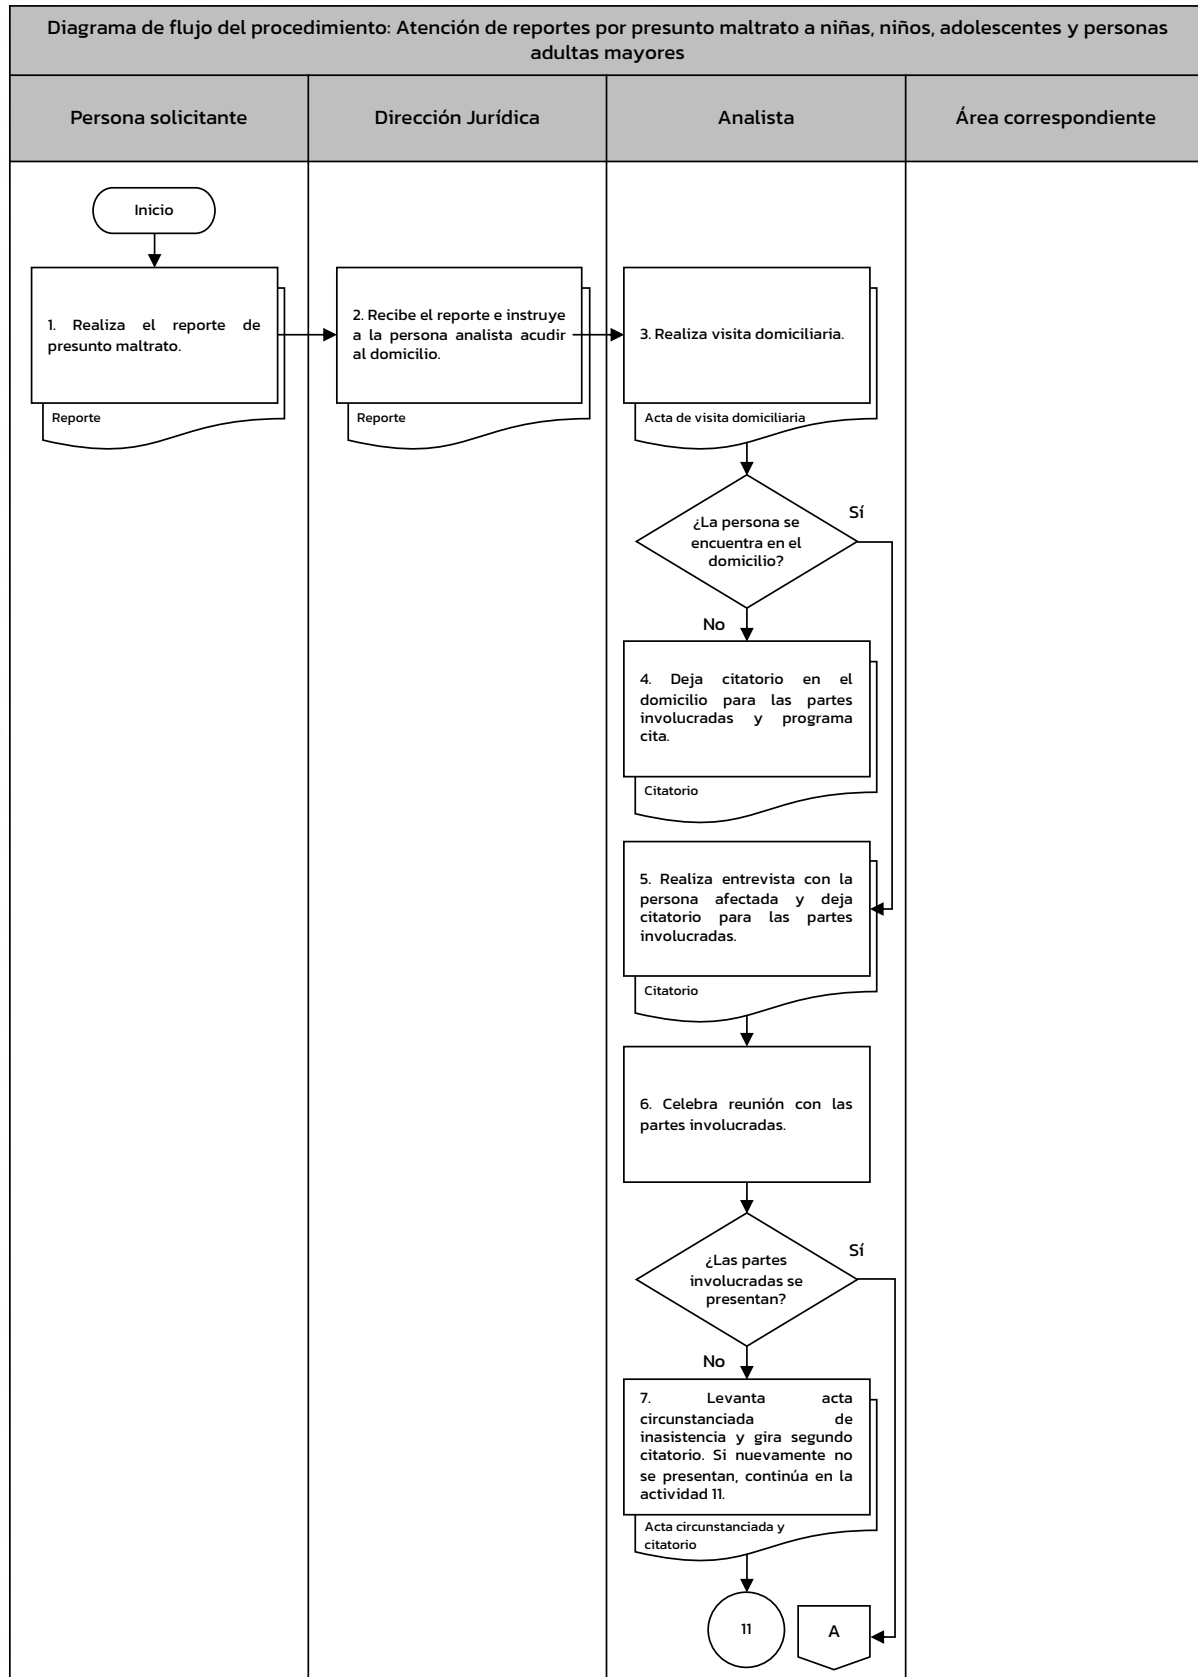 Diagrama de flujo del procedimiento: Atención de reportes por presunto maltrato a niñas, niños, adolescentes y personas
adultas mayores
Persona solicitante
Dirección Jurídica
Analista
Área correspondiente
Inicio
1. Realiza el reporte de
presunto maltrato.
Reporte
2. Recibe el reporte e instruye
a la persona analista acudir
al domicilio.
Reporte
3. Realiza visita domiciliaria.
Acta de visita domiciliaria
¿La persona se
encuentra en el
domicilio?
Sí
No
4. Deja citatorio en el
domicilio para las partes
involucradas y programa
cita.
Citatorio
5. Realiza entrevista con la
persona afectada y deja
citatorio para las partes
involucradas.
Citatorio
6. Celebra reunión con las
partes involucradas.
¿Las partes
involucradas se
presentan?
Sí
No
7. Levanta acta
circunstanciada de
inasistencia y gira segundo
citatorio. Si nuevamente no
se presentan, continúa en la
actividad 11.
Acta circunstanciada y
citatorio
11
A